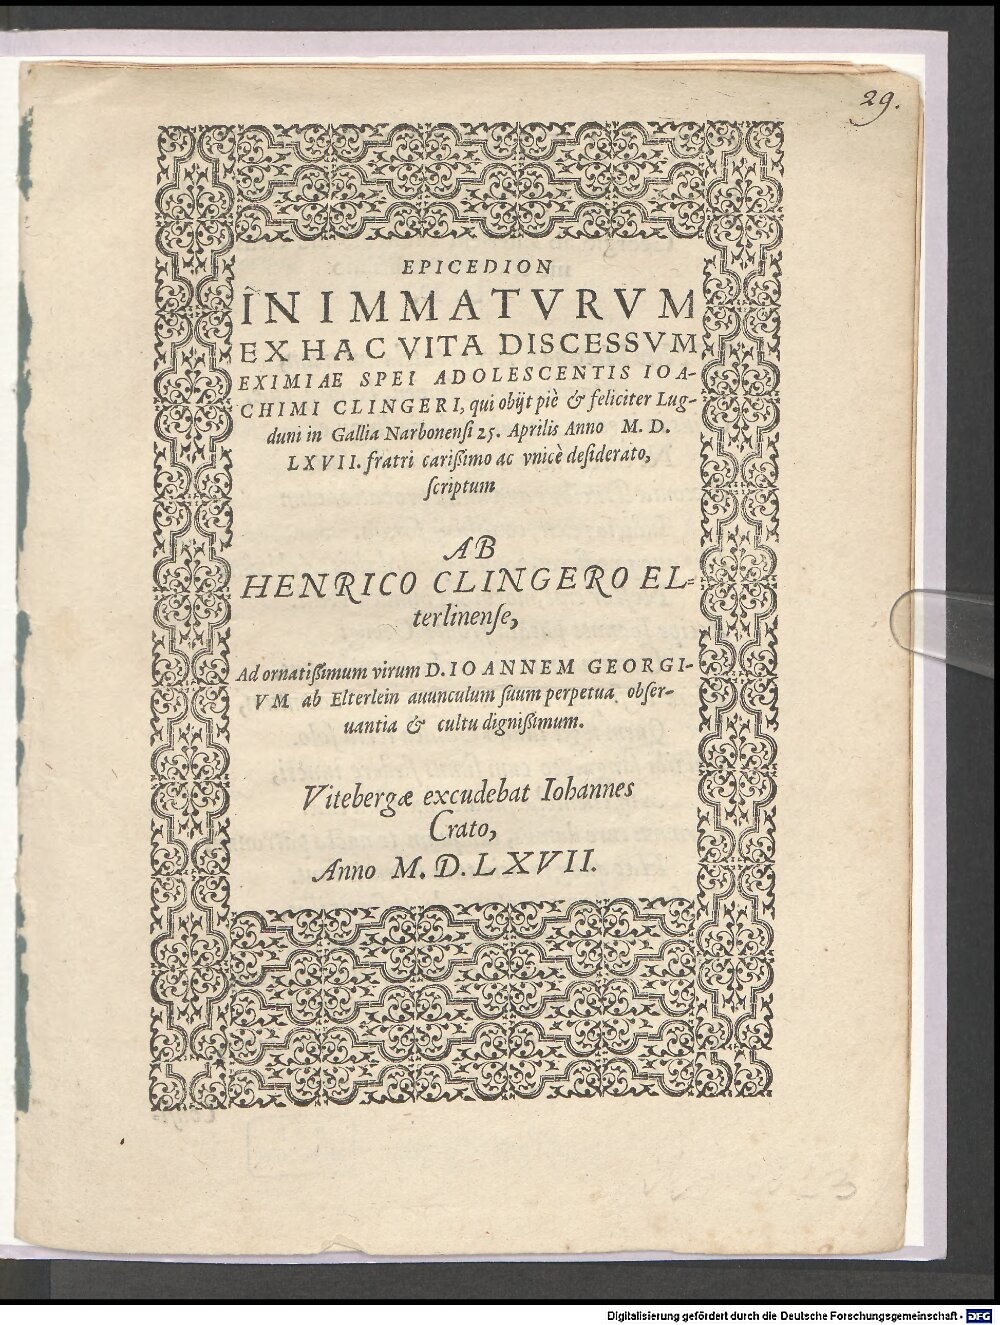 29.
EPICEDION
IN IMMATVRVM
EX HAC VITA DISCESSVM
EXIMIAE SPEI ADOLESCENTIS IOA-
CHIMI CLINGERI, qui obijt piè & feliciter Lug-
duni in Gallia Narbonenſi 25. Aprilis Anno M. D.
LXVII. fratri carißimo ac vnicè deſiderato,
ſcriptum
AB
HENRICO CLINGERO EL-
terlinenſe,
Ad ornatißimum virum D. IOANNEM GEORGI-
VM ab Elterlein auunculum ſuum perpetua obſer-
uantia & cultu dignißimum.
Vitebergæ excudebat Iohannes
Crato,
Anno M. D. LXVII.
Digitalisierung gefördert durch die Deutsche Forschungsgemeinschaft - DFG